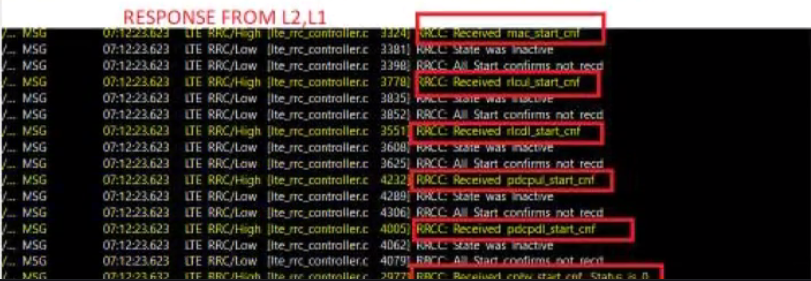 RESPONSE FROM L2,L1
/... MSG 07:12:23.623 LTE RRC/High [lte_rrc_controller.c 3324] RRCC: Received mac_start_cnf
/... MSG 07:12:23.623 LTE RRC/Low [lte_rrc_controller.c 3381] RRCC: State was Inactive
/... MSG 07:12:23.623 LTE RRC/Low [lte_rrc_controller.c 3398] RRCC: All Start confirms not recd
/... MSG 07:12:23.623 LTE RRC/High [lte_rrc_controller.c 3778] RRCC: Received rlcul_start_cnf
/... MSG 07:12:23.623 LTE RRC/Low [lte_rrc_controller.c 3835] RRCC: State was Inactive
/... MSG 07:12:23.623 LTE RRC/Low [lte_rrc_controller.c 3852] RRCC: All Start confirms not recd
/... MSG 07:12:23.623 LTE RRC/High [lte_rrc_controller.c 3551] RRCC: Received rlcdl_start_cnf
/... MSG 07:12:23.623 LTE RRC/Low [lte_rrc_controller.c 3608] RRCC: State was Inactive
/... MSG 07:12:23.623 LTE RRC/Low [lte_rrc_controller.c 3625] RRCC: All Start confirms not recd
/... MSG 07:12:23.623 LTE RRC/High [lte_rrc_controller.c 4232] RRCC: Received pdcpul_start_cnf
/... MSG 07:12:23.623 LTE RRC/Low [lte_rrc_controller.c 4289] RRCC: State was Inactive
/... MSG 07:12:23.623 LTE RRC/Low [lte_rrc_controller.c 4306] RRCC: All Start confirms not recd
/... MSG 07:12:23.623 LTE RRC/High [lte_rrc_controller.c 4005] RRCC: Received pdcpdl_start_cnf
/... MSG 07:12:23.623 LTE RRC/Low [lte_rrc_controller.c 4062] RRCC: State was Inactive
/... MSG 07:12:23.623 LTE RRC/Low [lte_rrc_controller.c 4079] RRCC: All Start confirms not recd
/... MSG 07:12:23.632 LTE RRC/High [lte_rrc_controller.c 2977] RRCC: Received cphy_start_cnf. Status is 0